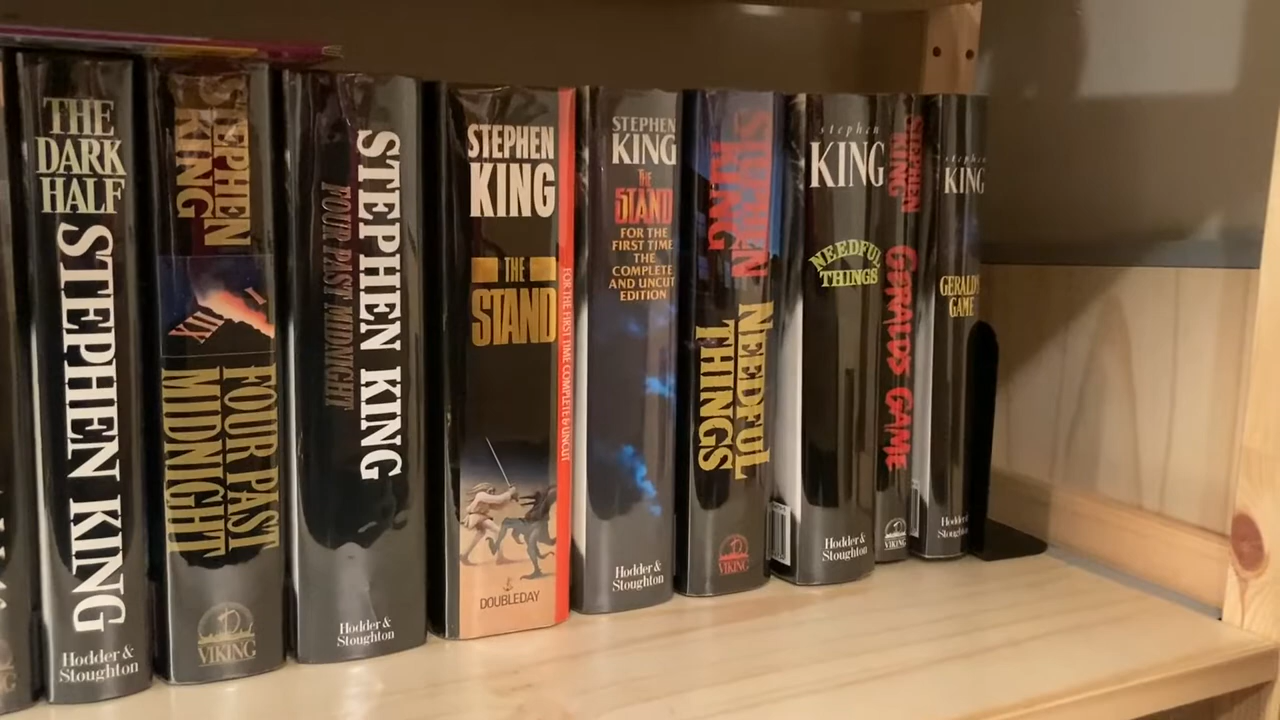 THE
DARK
HALF
STEPHEN KING
Hodder &
Stoughton
STEPHEN
KING
FOUR PAST
MIDNIGHT
VIKING
STEPHEN KING
FOUR PAST MIDNIGHT
Hodder &
Stoughton
STEPHEN
KING
THE
STAND
FOR THE FIRST TIME COMPLETE & UNCUT
DOUBLEDAY
STEPHEN
KING
THE
STAND
FOR THE
FIRST TIME
THE
COMPLETE
AND UNCUT
EDITION
Hodder &
Stoughton
STEPHEN
KING
NEEDFUL
THINGS
VIKING
stephen
KING
NEEDFUL
THINGS
Hodder &
Stoughton
STEPHEN
KING
GERALD'S GAME
VIKING
stephen
KING
GERALD'S
GAME
Hodder &
Stoughton